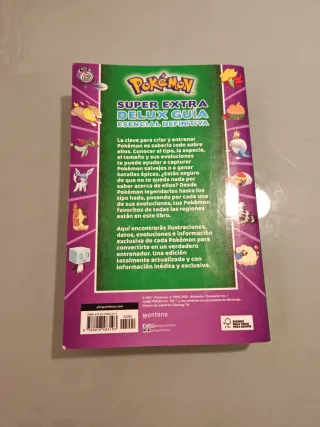 POKÉMON
SUPER EXTRA
DELUX GUÍA
ESENCIAL DEFINITIVA
La clave para criar y entrenar
Pokémon es saberlo todo sobre
ellos. Conocer el tipo, la especie,
el tamaño y sus evoluciones
te puede ayudar a capturar
Pokémon salvajes o a ganar
batallas épicas. ¿Estás seguro
de que no te queda nada por
saber acerca de ellos? Desde
Pokémon legendarios hasta los
tipo hada, pasando por cada una
de sus evoluciones, tus Pokémon
favoritos de todas las regiones
están en este libro.
Aquí encontrarás ilustraciones,
datos, evoluciones e información
exclusiva de cada Pokémon para
convertirte en un verdadero
entrenador. Una edición
totalmente actualizada y con
información inédita y exclusiva.
montena
FSC